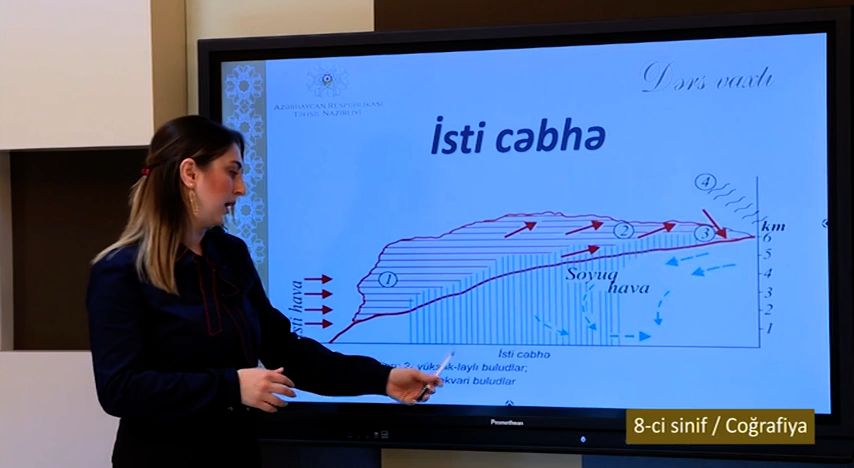 Dərs vaxtı
AZƏRBAYCAN RESPUBLİKASI
TƏHSİL NAZİRLİYİ
İsti cəbhə
4
km
1
2
3
6
5
4
3
2
1
Soyuq
hava
isti hava
İsti cəbhə
2- yüksək-laylı buludlar;
buludlar
Promethean
8-ci sinif / Coğrafiya